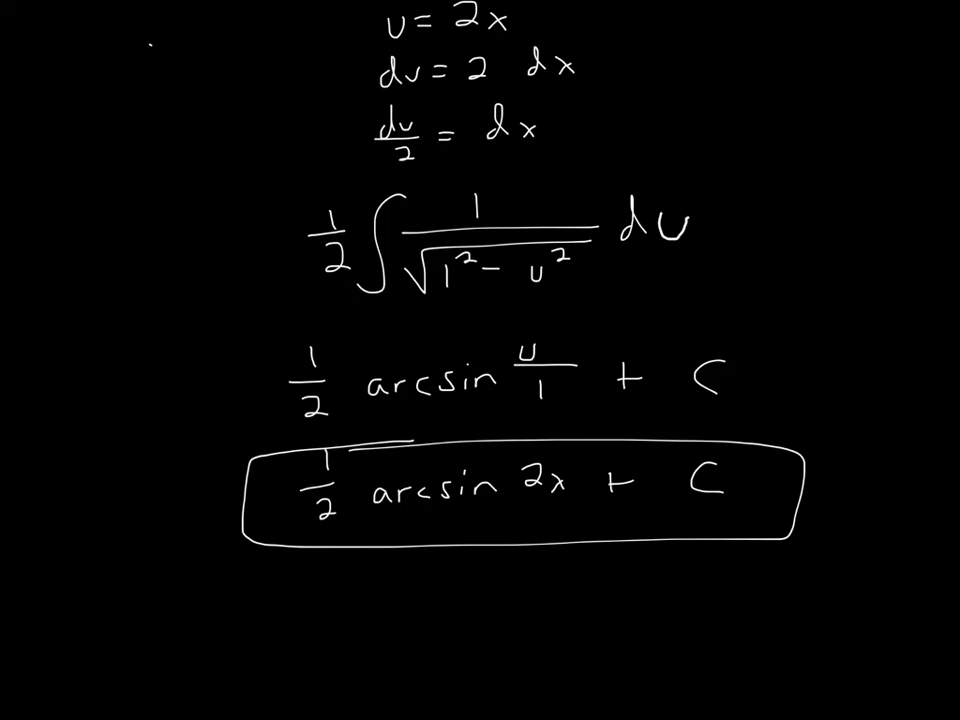 u = 2x
du = 2 dx
du/2 = dx
1/2 ∫ 1/√(1² - u²) du
1/2 arcsin u/1 + C
1/2 arcsin 2x + C